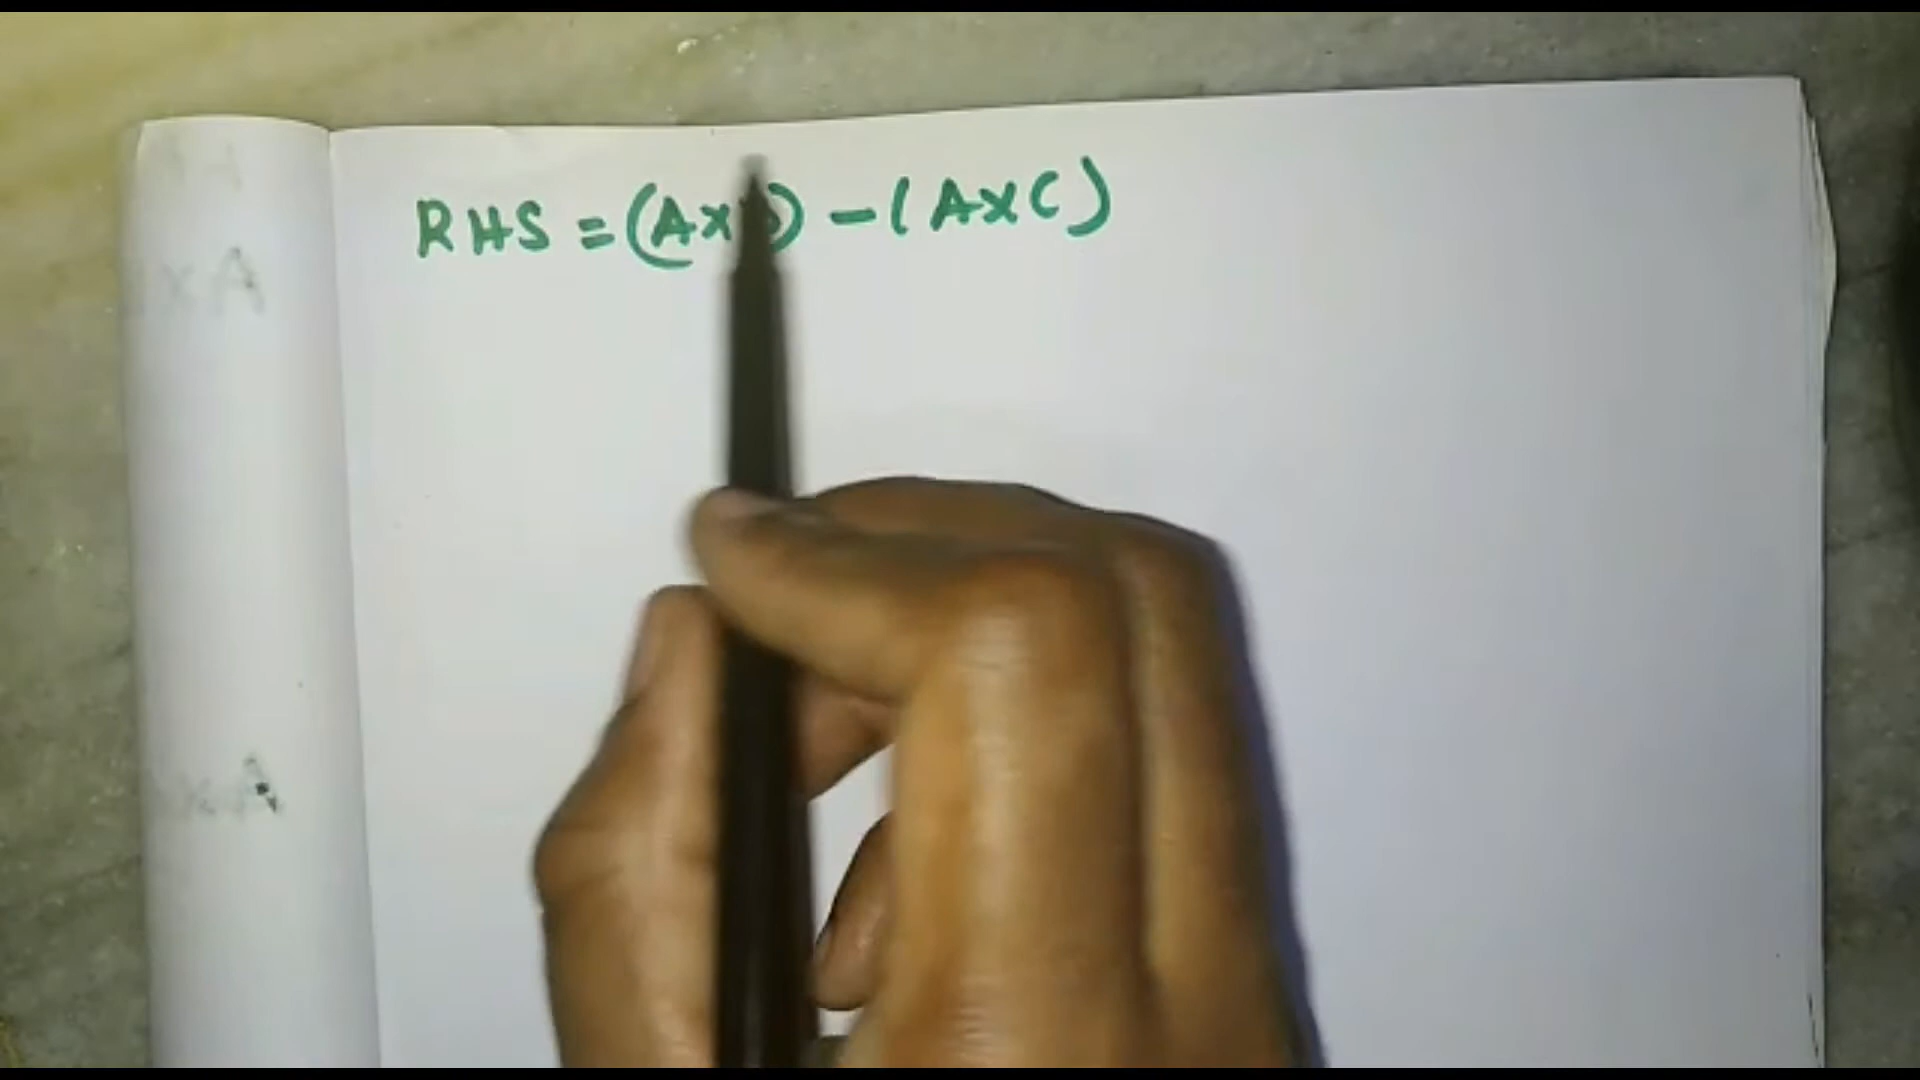 RHS = (A×B) - (A×C)
×A
×A